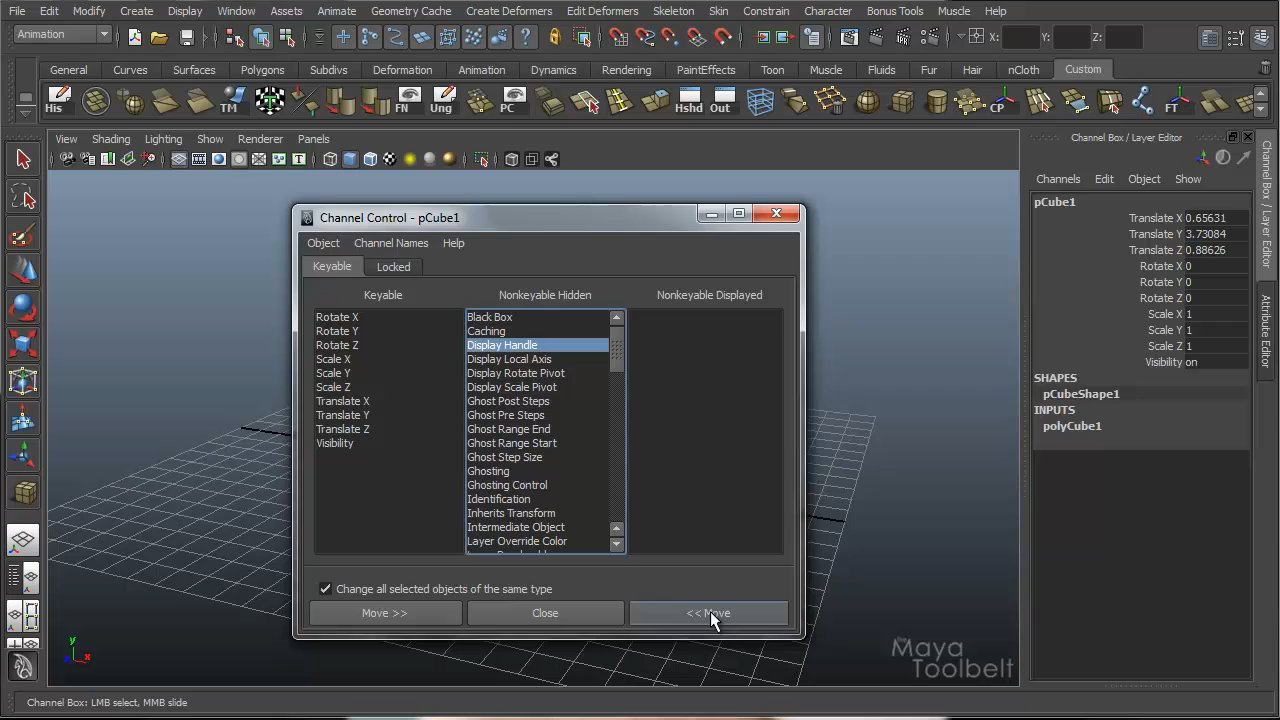 File Edit Modify Create Display Window Assets Animate Geometry Cache Create Deformers Edit Deformers Skeleton Skin Constrain Character Bonus Tools Muscle Help
Animation X: Y: Z:
General Curves Surfaces Polygons Subdivs Deformation Animation Dynamics Rendering PaintEffects Toon Muscle Fluids Fur Hair nCloth Custom
His TM FN Ung PC Hshd Out CP FT
View Shading Lighting Show Renderer Panels
Channel Box / Layer Editor
Channels Edit Object Show
pCube1
Translate X 0.65631
Translate Y 3.73084
Translate Z 0.88626
Rotate X 0
Rotate Y 0
Rotate Z 0
Scale X 1
Scale Y 1
Scale Z 1
Visibility on
SHAPES
pCubeShape1
INPUTS
polyCube1
Channel Box / Layer Editor
Attribute Editor
Channel Control - pCube1
Object Channel Names Help
Keyable Locked
Keyable Nonkeyable Hidden Nonkeyable Displayed
Rotate X
Rotate Y
Rotate Z
Scale X
Scale Y
Scale Z
Translate X
Translate Y
Translate Z
Visibility
Black Box
Caching
Display Handle
Display Local Axis
Display Rotate Pivot
Display Scale Pivot
Ghost Post Steps
Ghost Pre Steps
Ghost Range End
Ghost Range Start
Ghost Step Size
Ghosting
Ghosting Control
Identification
Inherits Transform
Intermediate Object
Layer Override Color
Change all selected objects of the same type
Move >> Close << Move
y
z x
the
Maya
Toolbelt
Channel Box: LMB select, MMB slide